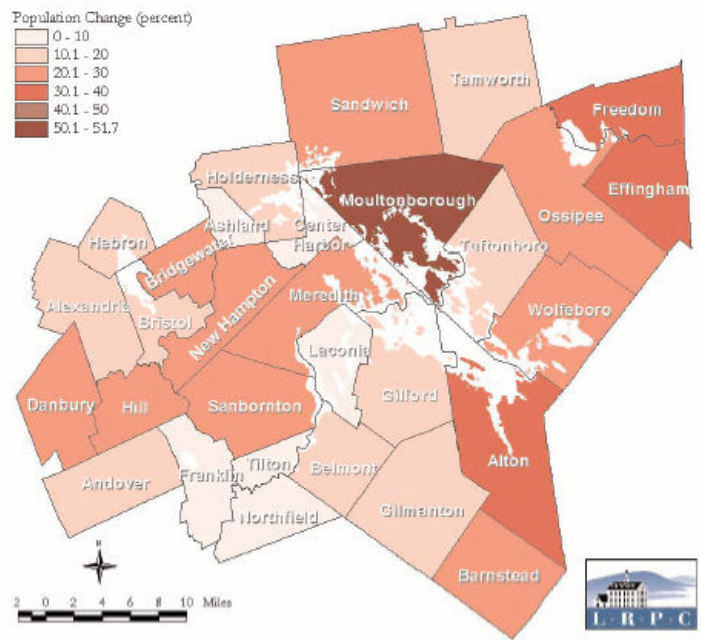 Population Change (percent)
0 - 10
10.1 - 20
20.1 - 30
30.1 - 40
40.1 - 50
50.1 - 51.7
Tamworth
Sandwich
Freedom
Holderness
Effingham
Moultonborough
Ossipee
Ashland
Center
Harbor
Hebron
Tuftonboro
Bridgewater
Meredith
Alexandria
New Hampton
Wolfeboro
Bristol
Laconia
Gilford
Danbury
Hill
Sanbornton
Alton
Tilton
Belmont
Franklin
Andover
Gilmanton
Northfield
Barnstead
N
2 0 2 4 6 8 10 Miles
L·R·P·C